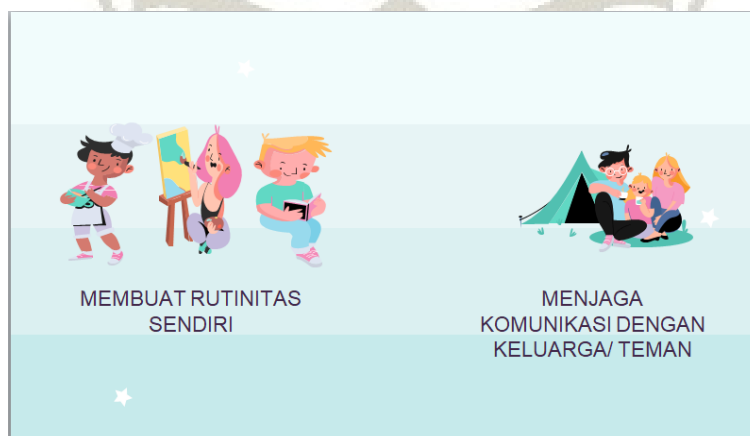 MEMBUAT RUTINITAS
SENDIRI
MENJAGA
KOMUNIKASI DENGAN
KELUARGA/ TEMAN